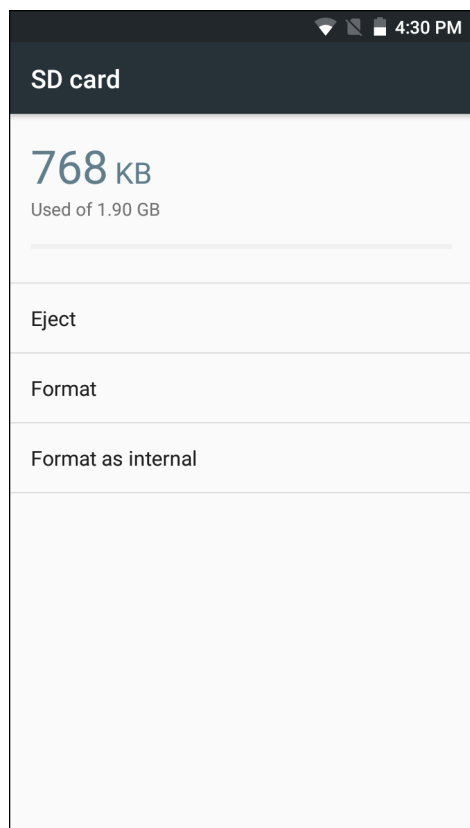 4:30 PM
SD card
768 KB
Used of 1.90 GB
Eject
Format
Format as internal